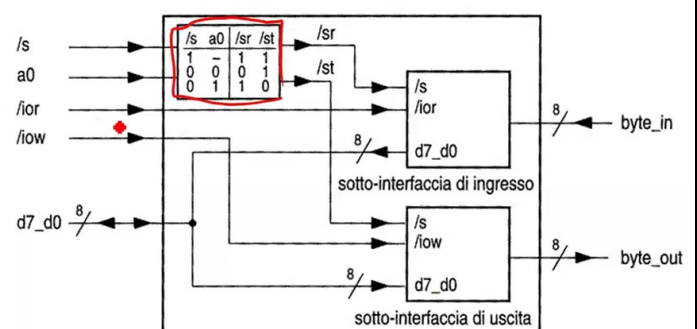 /s
a0
/ior
/iow
d7_d0
8
/s a0 /sr /st
1 – 1 1
0 0 0 1
0 1 1 0
/sr
/st
/s
/ior
d7_d0
8
sotto-interfaccia di ingresso
8
byte_in
/s
/iow
d7_d0
8
sotto-interfaccia di uscita
8
byte_out